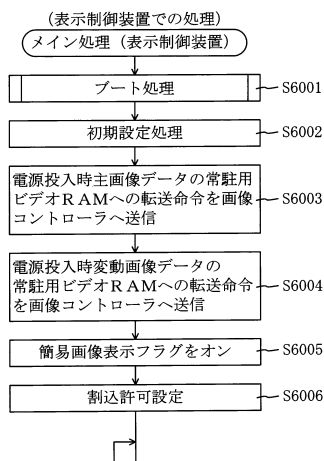 (表示制御装置での処理)
メイン処理(表示制御装置)
ブート処理
S6001
初期設定処理
S6002
電源投入時主画像データの常駐用
ビデオRAMへの転送命令を画像
コントローラへ送信
S6003
電源投入時変動画像データの
常駐用ビデオRAMへの転送命令
を画像コントローラへ送信
S6004
簡易画像表示フラグをオン
S6005
割込許可設定
S6006